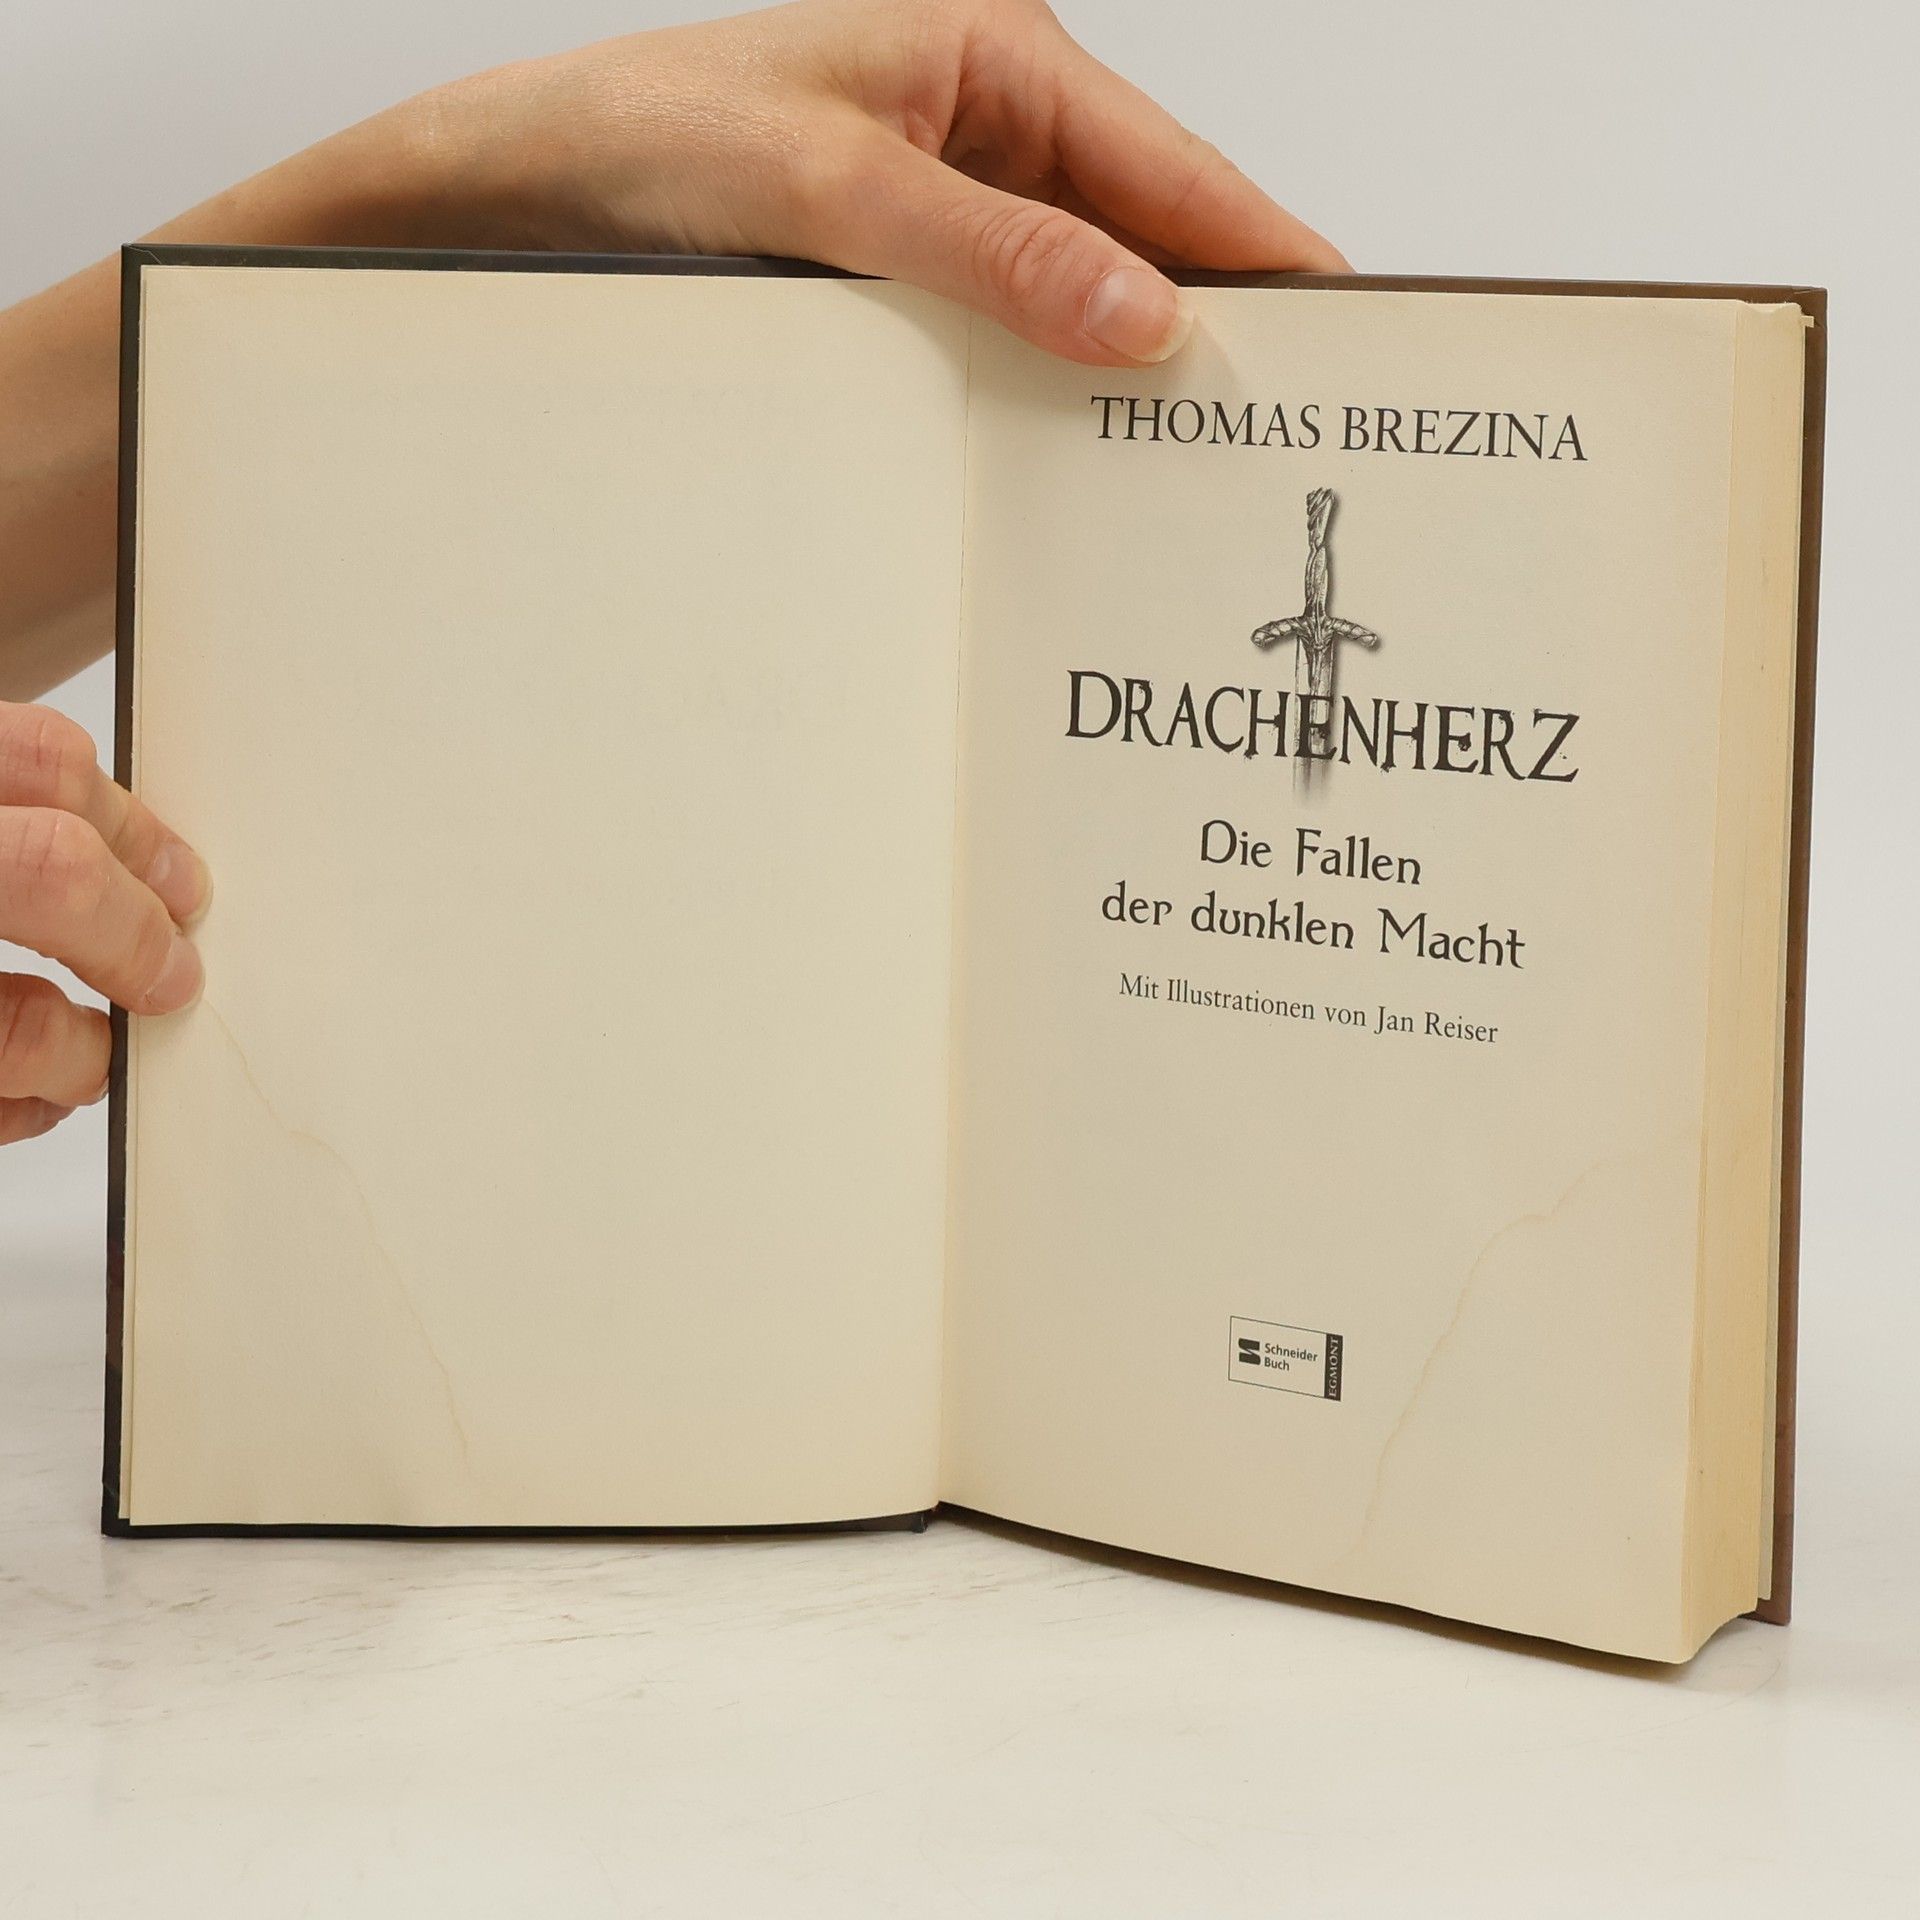 THOMAS BREZINA
DRACHENHERZ
Die Fallen
der dunklen Macht
Mit Illustrationen von Jan Reiser
Schneider
Buch
EGMONT